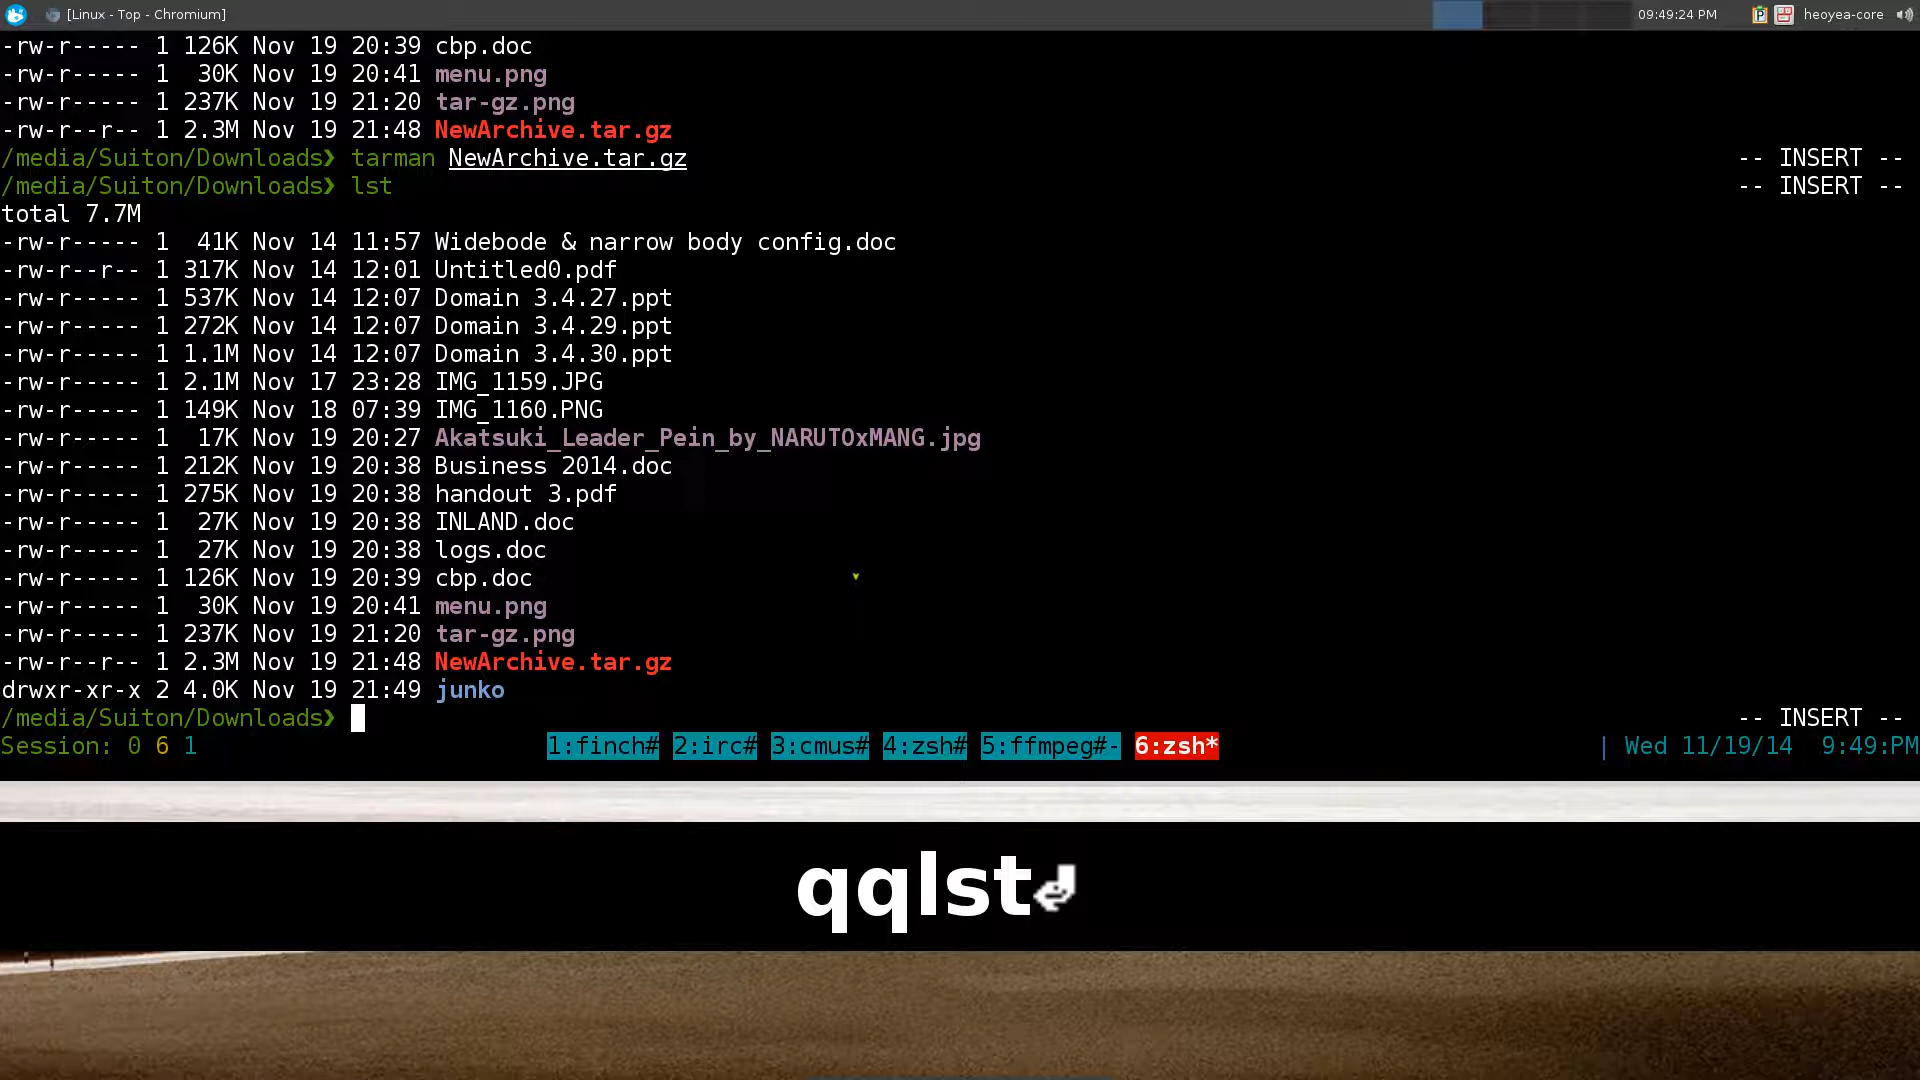 [Linux - Top - Chromium] 09:49:24 PM heoyea-core
-rw-r----- 1 126K Nov 19 20:39 cbp.doc
-rw-r----- 1  30K Nov 19 20:41 menu.png
-rw-r----- 1 237K Nov 19 21:20 tar-gz.png
-rw-r--r-- 1 2.3M Nov 19 21:48 NewArchive.tar.gz
/media/Suiton/Downloads❯ tarman NewArchive.tar.gz -- INSERT --
/media/Suiton/Downloads❯ lst -- INSERT --
total 7.7M
-rw-r----- 1  41K Nov 14 11:57 Widebode & narrow body config.doc
-rw-r--r-- 1 317K Nov 14 12:01 Untitled0.pdf
-rw-r----- 1 537K Nov 14 12:07 Domain 3.4.27.ppt
-rw-r----- 1 272K Nov 14 12:07 Domain 3.4.29.ppt
-rw-r----- 1 1.1M Nov 14 12:07 Domain 3.4.30.ppt
-rw-r----- 1 2.1M Nov 17 23:28 IMG_1159.JPG
-rw-r----- 1 149K Nov 18 07:39 IMG_1160.PNG
-rw-r----- 1  17K Nov 19 20:27 Akatsuki_Leader_Pein_by_NARUTOxMANG.jpg
-rw-r----- 1 212K Nov 19 20:38 Business 2014.doc
-rw-r----- 1 275K Nov 19 20:38 handout 3.pdf
-rw-r----- 1  27K Nov 19 20:38 INLAND.doc
-rw-r----- 1  27K Nov 19 20:38 logs.doc
-rw-r----- 1 126K Nov 19 20:39 cbp.doc
-rw-r----- 1  30K Nov 19 20:41 menu.png
-rw-r----- 1 237K Nov 19 21:20 tar-gz.png
-rw-r--r-- 1 2.3M Nov 19 21:48 NewArchive.tar.gz
drwxr-xr-x 2 4.0K Nov 19 21:49 junko
/media/Suiton/Downloads❯ -- INSERT --
Session: 0 6 1 1:finch# 2:irc# 3:cmus# 4:zsh# 5:ffmpeg#- 6:zsh* | Wed 11/19/14  9:49:PM
qqlst